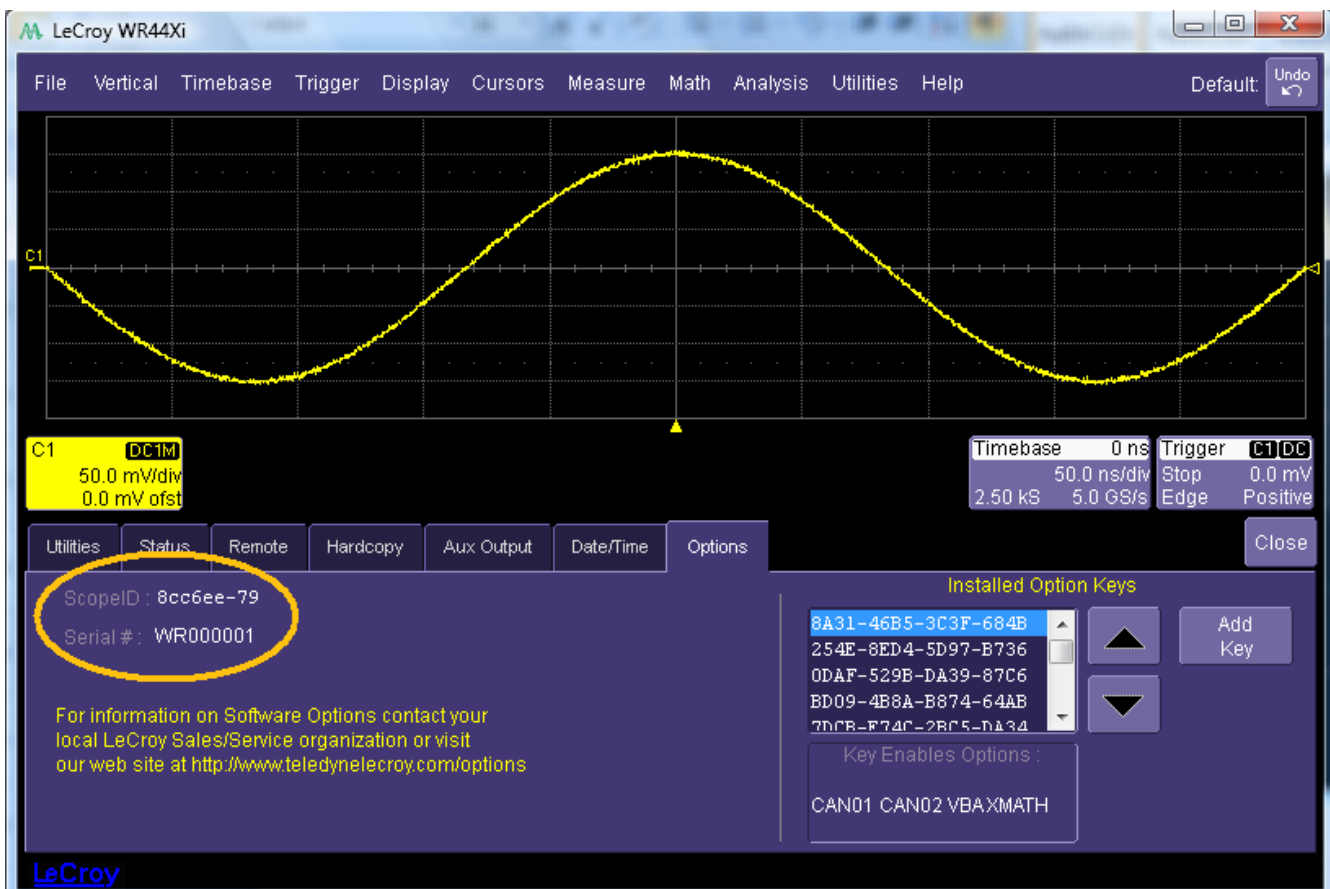 LeCroy WR44Xi
File Vertical Timebase Trigger Display Cursors Measure Math Analysis Utilities Help Default: Undo
C1
C1 DC1M
50.0 mV/div
0.0 mV ofst
Timebase 0 ns
50.0 ns/div
2.50 kS 5.0 GS/s
Trigger C1 DC
Stop 0.0 mV
Edge Positive
Utilities Status Remote Hardcopy Aux Output Date/Time Options Close
ScopeID : 8cc6ee-79
Serial # : WR000001
For information on Software Options contact your
local LeCroy Sales/Service organization or visit
our web site at http://www.teledynelecroy.com/options
Installed Option Keys
8A31-46B5-3C3F-684B
254E-8ED4-5D97-B736
0DAF-529B-DA39-87C6
BD09-4B8A-B874-64AB
7DCB-F74C-2BC5-DA34
Add
Key
Key Enables Options :
CAN01 CAN02 VBAXMATH
LeCroy